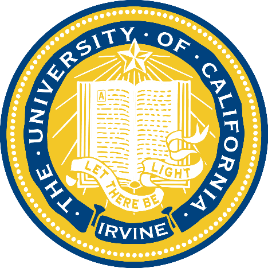 · THE · UNIVERSITY · OF · CALIFORNIA ·
A
LET THERE BE LIGHT
IRVINE